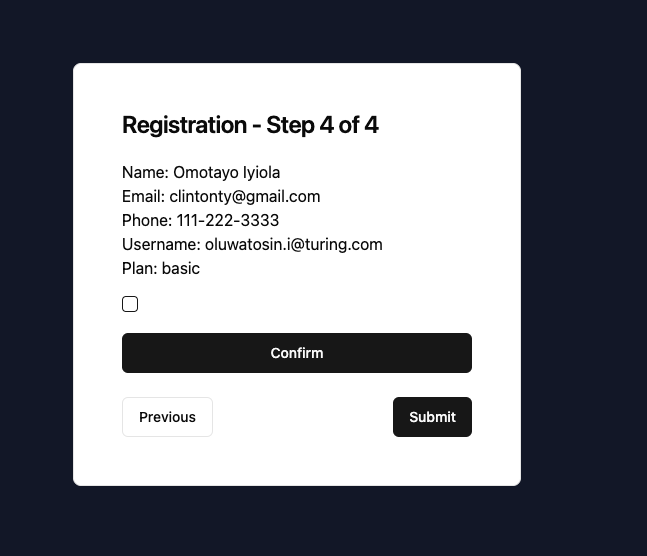 Registration - Step 4 of 4
Name: Omotayo Iyiola
Email: clintonty@gmail.com
Phone: 111-222-3333
Username: oluwatosin.i@turing.com
Plan: basic
Confirm
Previous
Submit